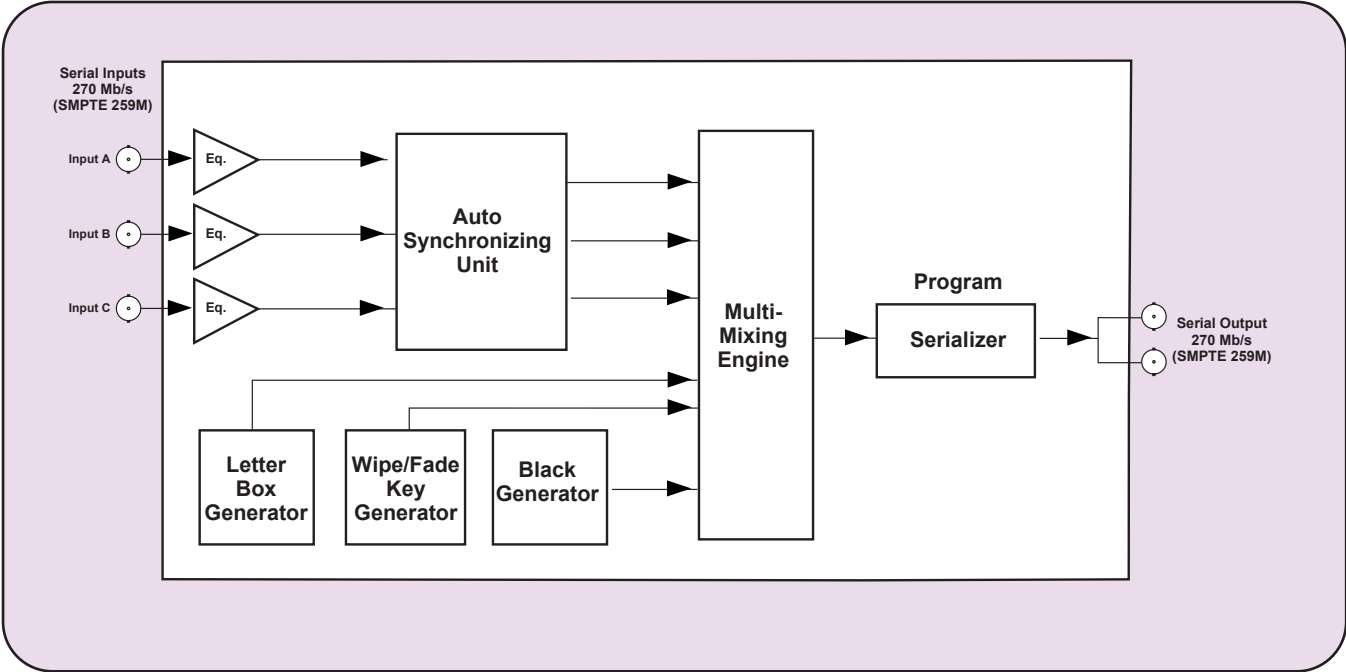 Serial Inputs
270 Mb/s
(SMPTE 259M)
Input A
Eq.
Input B
Eq.
Input C
Eq.
Auto
Synchronizing
Unit
Multi-
Mixing
Engine
Program
Serializer
Serial Output
270 Mb/s
(SMPTE 259M)
Letter
Box
Generator
Wipe/Fade
Key
Generator
Black
Generator